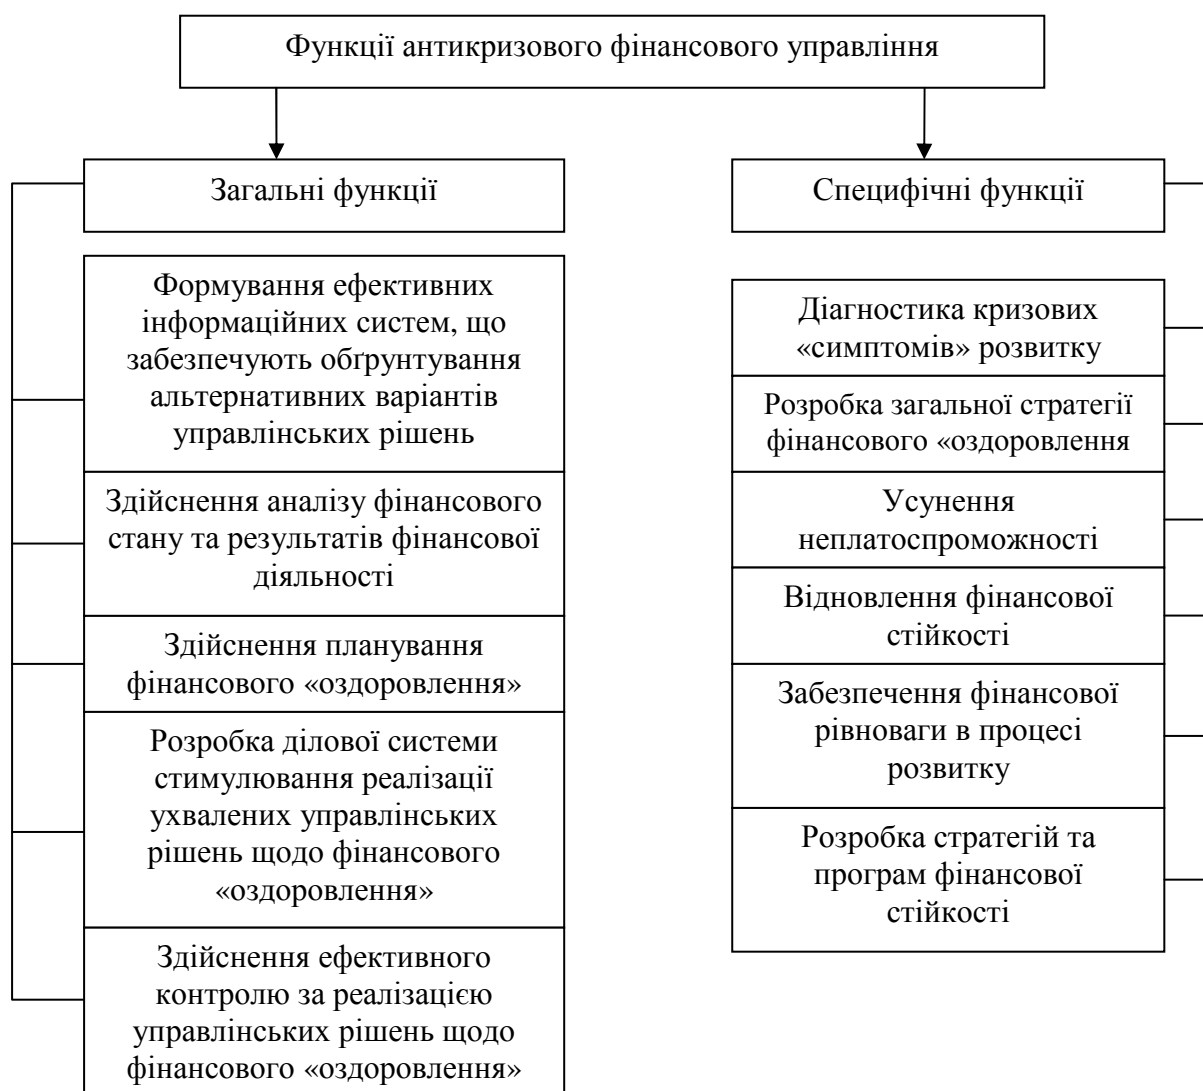 Функції антикризового фінансового управління
Загальні функції
Формування ефективних
інформаційних систем, що
забезпечують обґрунтування
альтернативних варіантів
управлінських рішень
Здійснення аналізу фінансового
стану та результатів фінансової
діяльності
Здійснення планування
фінансового «оздоровлення»
Розробка ділової системи
стимулювання реалізації
ухвалених управлінських
рішень щодо фінансового
«оздоровлення»
Здійснення ефективного
контролю за реалізацією
управлінських рішень щодо
фінансового «оздоровлення»
Специфічні функції
Діагностика кризових
«симптомів» розвитку
Розробка загальної стратегії
фінансового «оздоровлення
Усунення
неплатоспроможності
Відновлення фінансової
стійкості
Забезпечення фінансової
рівноваги в процесі
розвитку
Розробка стратегій та
програм фінансової
стійкості